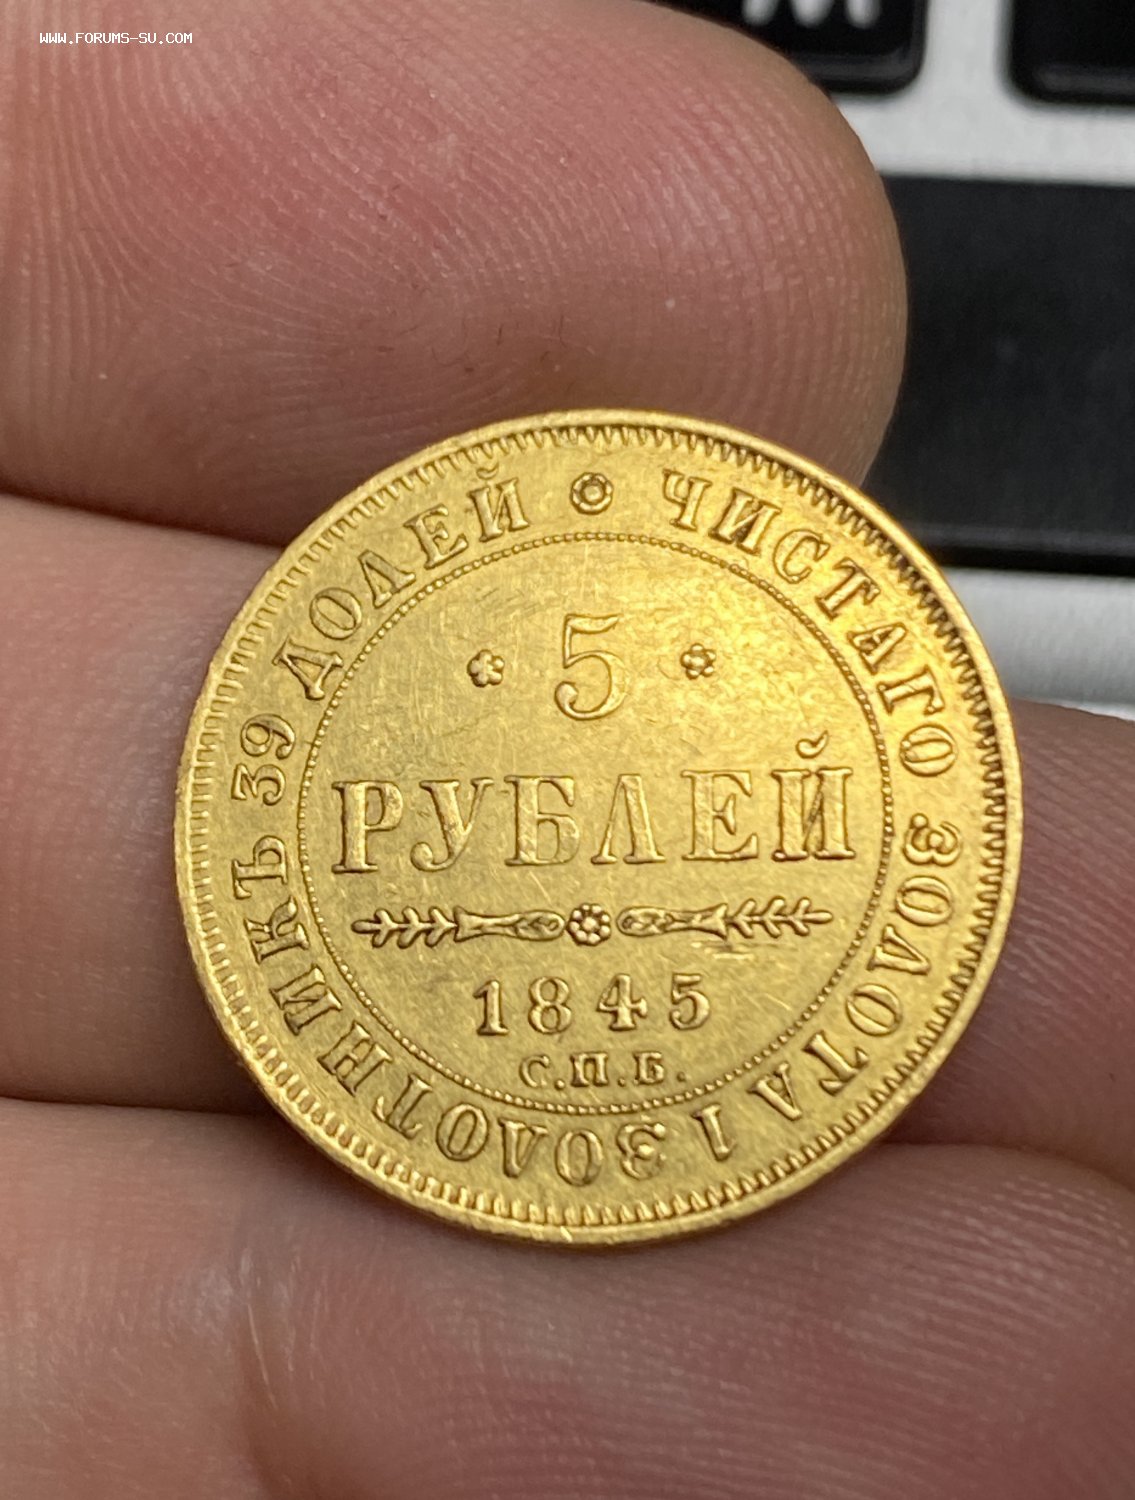 WWW.FORUMS-SU.COM
M
ЧИСТАГО ЗОЛОТА 1 ЗОЛОТНИКЪ 39 ДОЛЕЙ
5
РУБЛЕЙ
1845
С.П.Б.